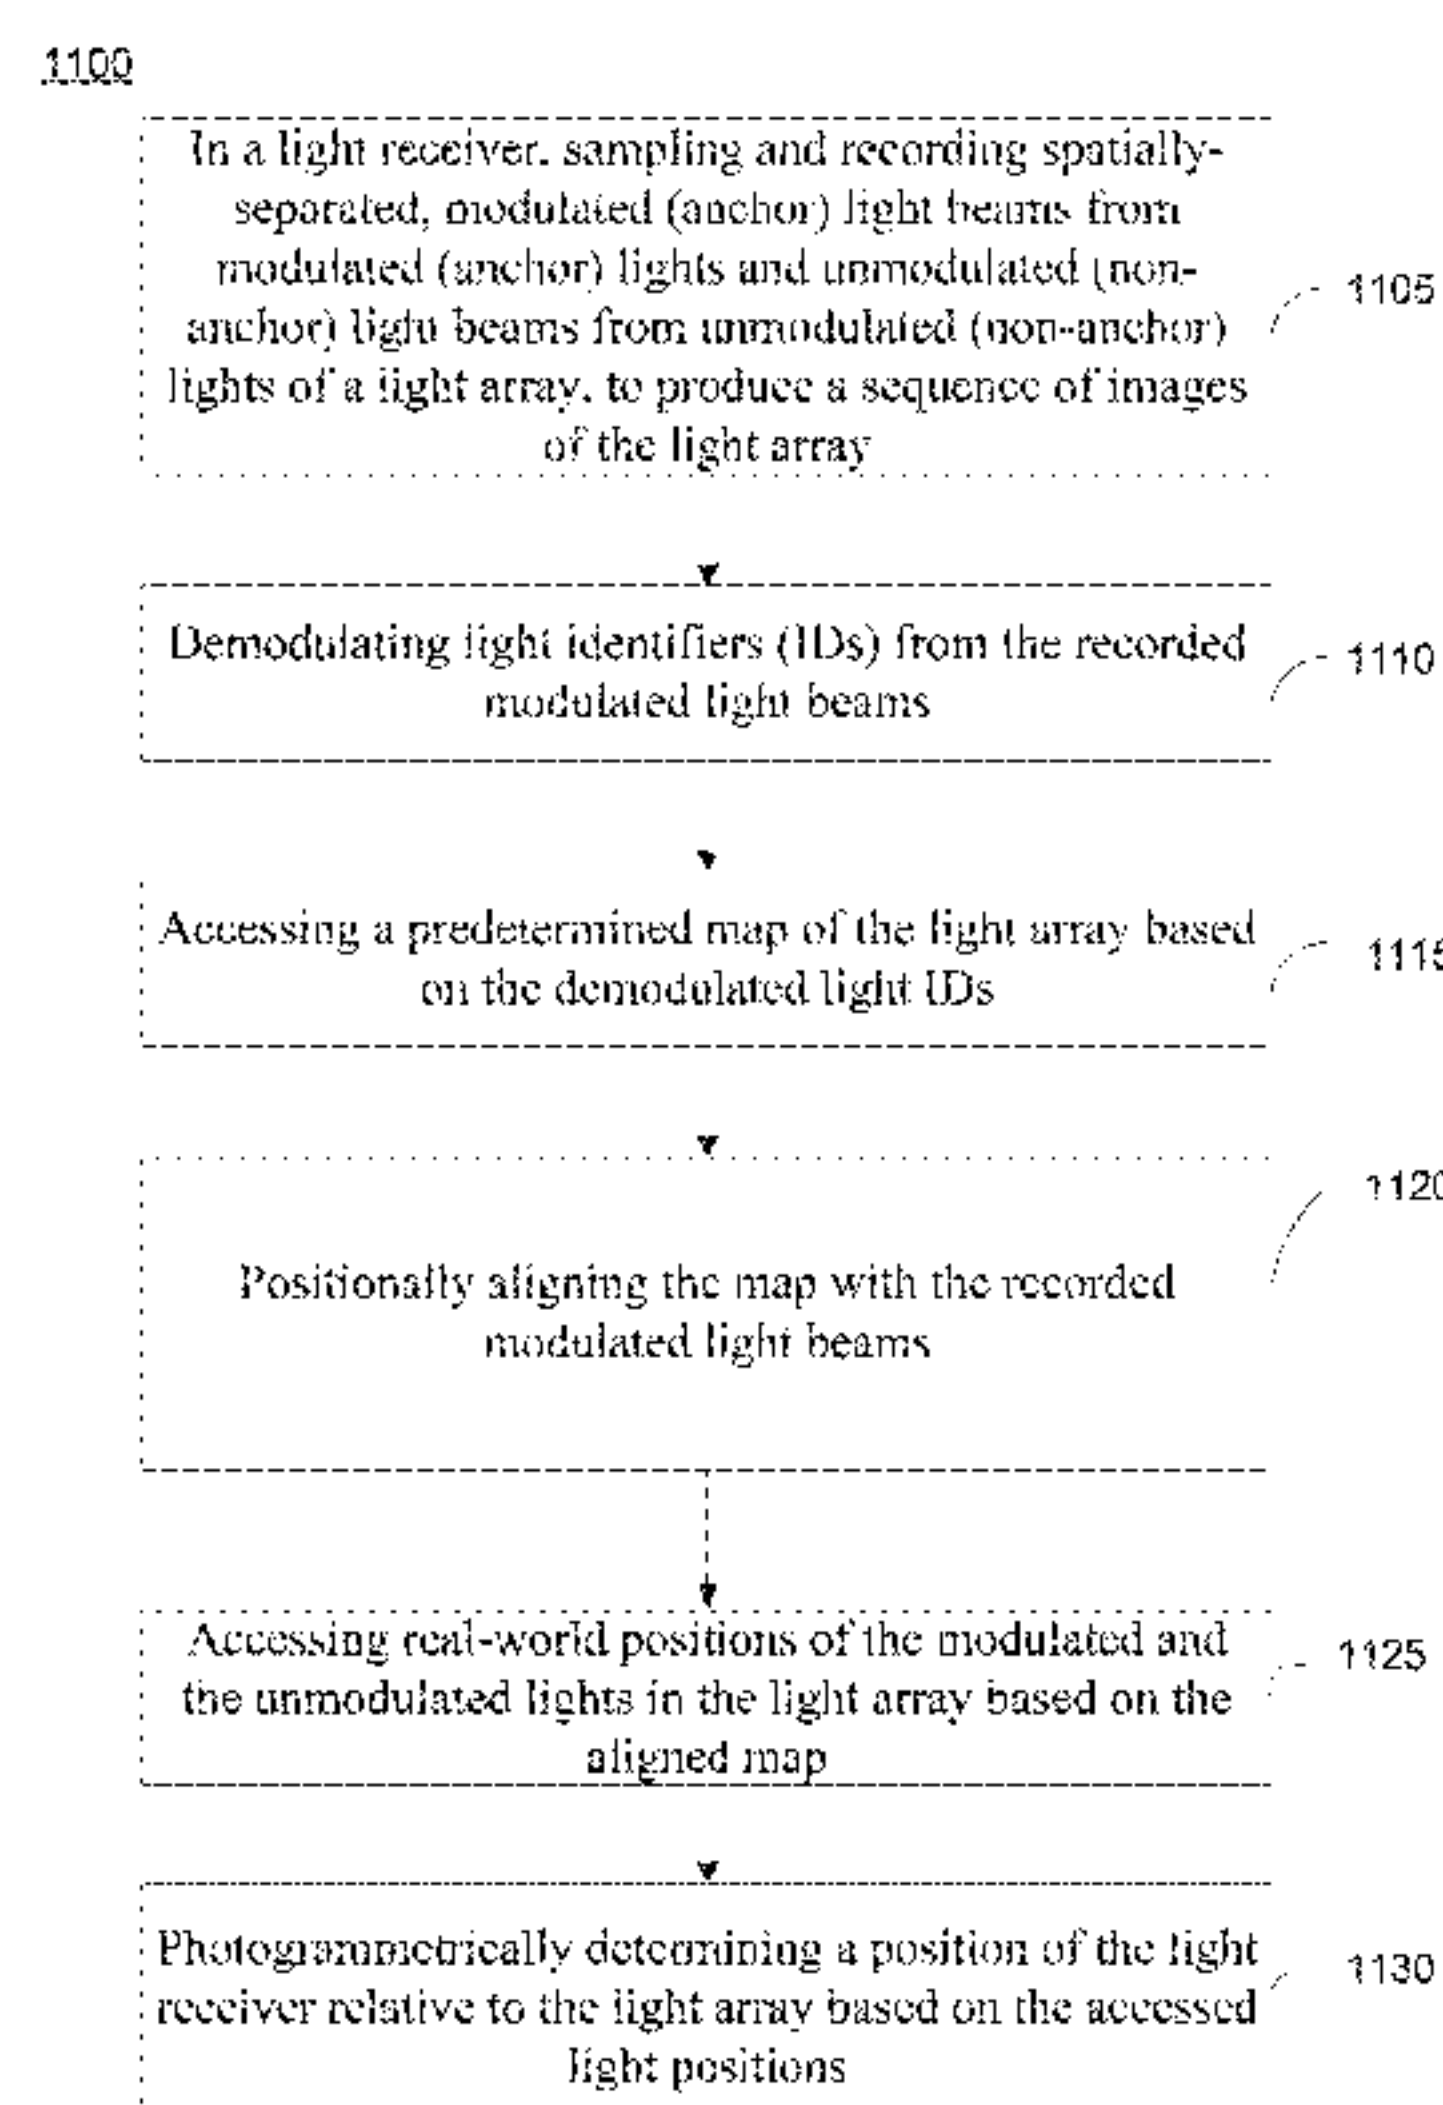 1100
In a light receiver, sampling and recording spatially-
separated, modulated (anchor) light beams from
modulated (anchor) lights and unmodulated (non-
anchor) light beams from unmodulated (non-anchor)
lights of a light array, to produce a sequence of images
of the light array
1105
Demodulating light identifiers (IDs) from the recorded
modulated light beams
1110
Accessing a predetermined map of the light array based
on the demodulated light IDs
1115
Positionally aligning the map with the recorded
modulated light beams
1120
Accessing real-world positions of the modulated and
the unmodulated lights in the light array based on the
aligned map
1125
Photogrammetrically determining a position of the light
receiver relative to the light array based on the accessed
light positions
1130